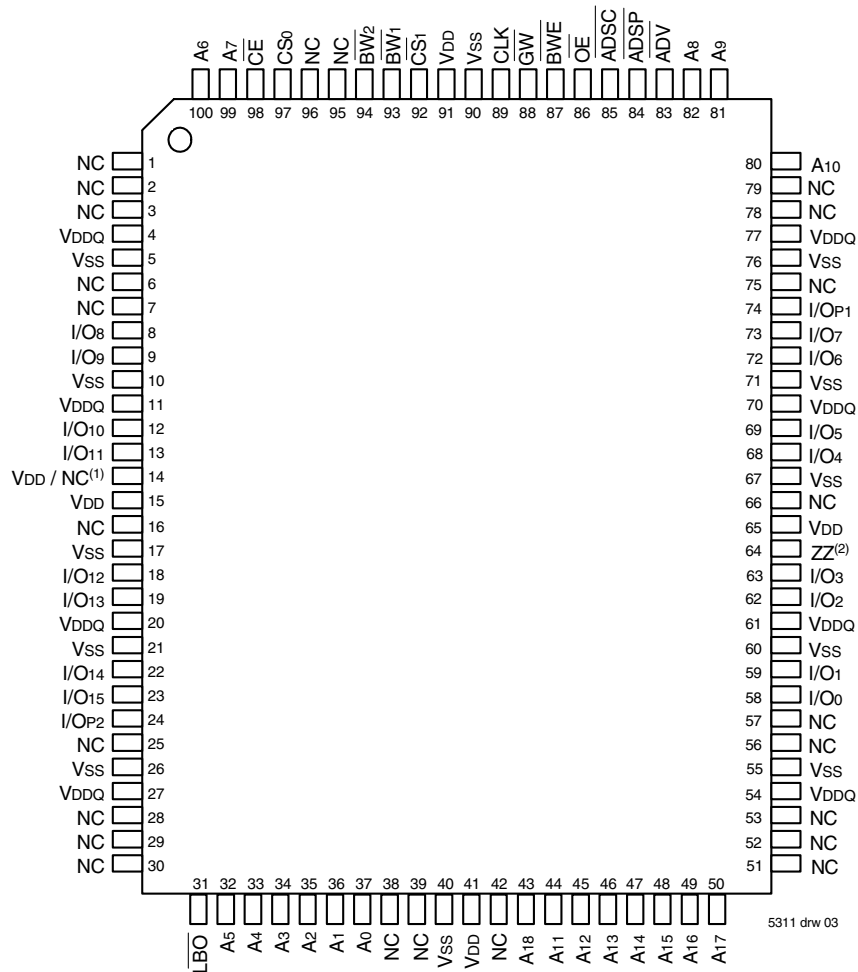 A6 A7 CE CS0 NC NC BW2 BW1 CS1 VDD VSS CLK GW BWE OE ADSC ADSP ADV A8 A9
100 99 98 97 96 95 94 93 92 91 90 89 88 87 86 85 84 83 82 81
NC 1
NC 2
NC 3
VDDQ 4
VSS 5
NC 6
NC 7
I/O8 8
I/O9 9
VSS 10
VDDQ 11
I/O10 12
I/O11 13
VDD / NC(1) 14
VDD 15
NC 16
VSS 17
I/O12 18
I/O13 19
VDDQ 20
VSS 21
I/O14 22
I/O15 23
I/OP2 24
NC 25
VSS 26
VDDQ 27
NC 28
NC 29
NC 30
80 A10
79 NC
78 NC
77 VDDQ
76 VSS
75 NC
74 I/OP1
73 I/O7
72 I/O6
71 VSS
70 VDDQ
69 I/O5
68 I/O4
67 VSS
66 NC
65 VDD
64 ZZ(2)
63 I/O3
62 I/O2
61 VDDQ
60 VSS
59 I/O1
58 I/O0
57 NC
56 NC
55 VSS
54 VDDQ
53 NC
52 NC
51 NC
31 32 33 34 35 36 37 38 39 40 41 42 43 44 45 46 47 48 49 50
LBO A5 A4 A3 A2 A1 A0 NC NC VSS VDD NC A18 A11 A12 A13 A14 A15 A16 A17
5311 drw 03